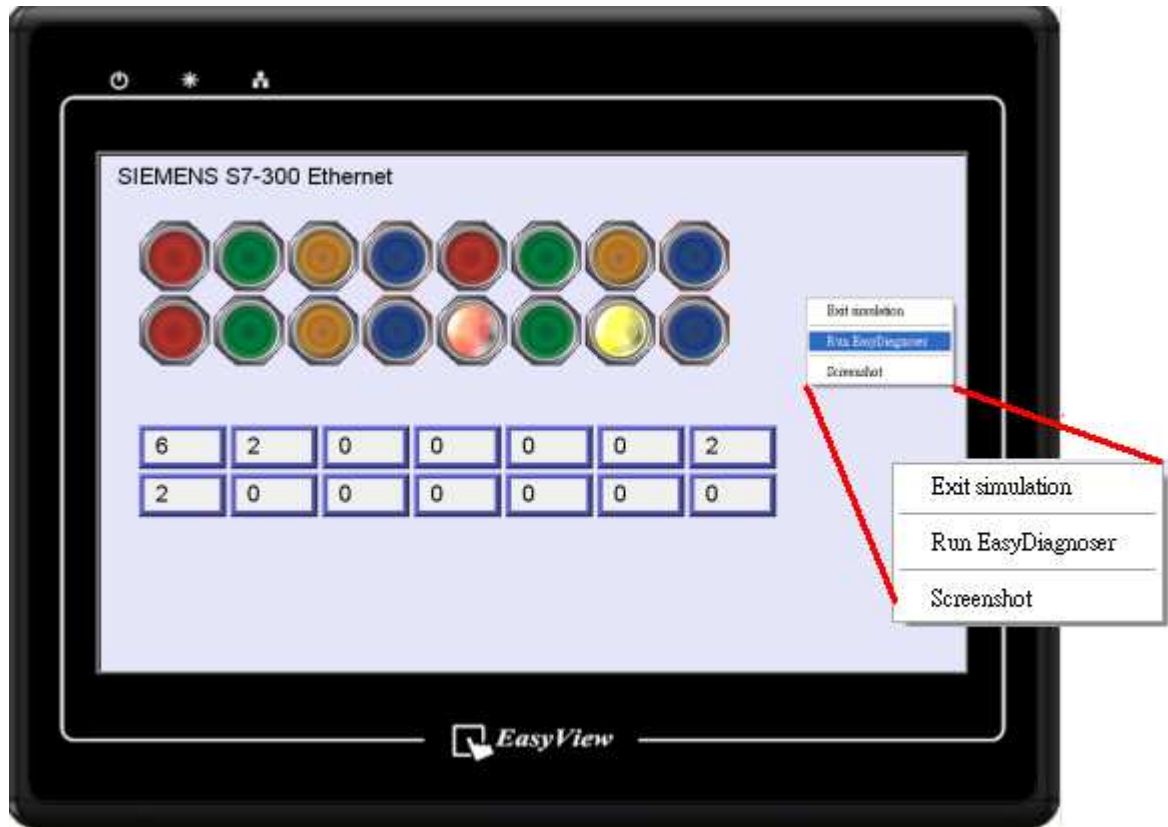 SIEMENS S7-300 Ethernet
Exit simulation
Run EasyDiagnoser
Screenshot
6 2 0 0 0 0 2
2 0 0 0 0 0 0
Exit simulation
Run EasyDiagnoser
Screenshot
EasyView